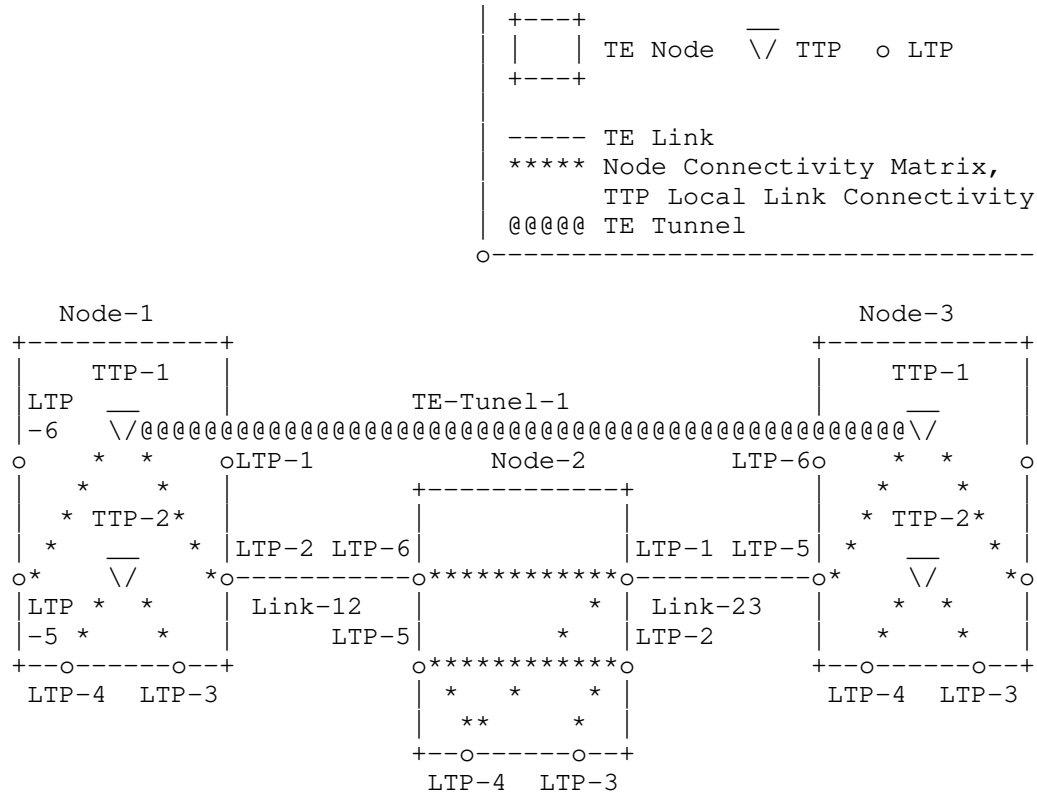 TE Node TTP o LTP
----- TE Link
***** Node Connectivity Matrix,
TTP Local Link Connectivity
@@@@@ TE Tunnel
Node-1 Node-3
TTP-1 TTP-1
LTP TE-Tunel-1
-6
LTP-1 Node-2 LTP-6
TTP-2 TTP-2
LTP-2 LTP-6 LTP-1 LTP-5
LTP Link-12 Link-23
-5 LTP-5 LTP-2
LTP-4 LTP-3 LTP-4 LTP-3
LTP-4 LTP-3